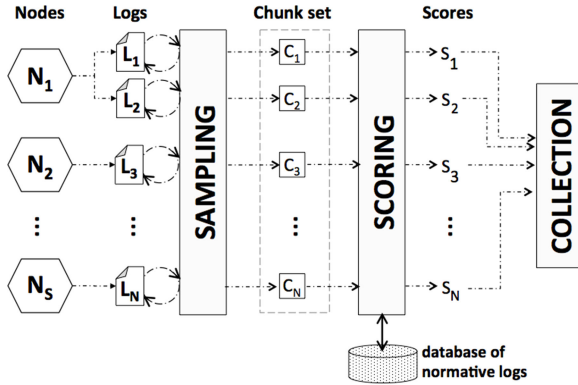 Nodes Logs Chunk set Scores
N1 L1 C1 S1
L2 C2 S2
N2 L3 C3 S3
... ... ... ...
NS LN CN SN
SAMPLING
SCORING
COLLECTION
database of
normative logs